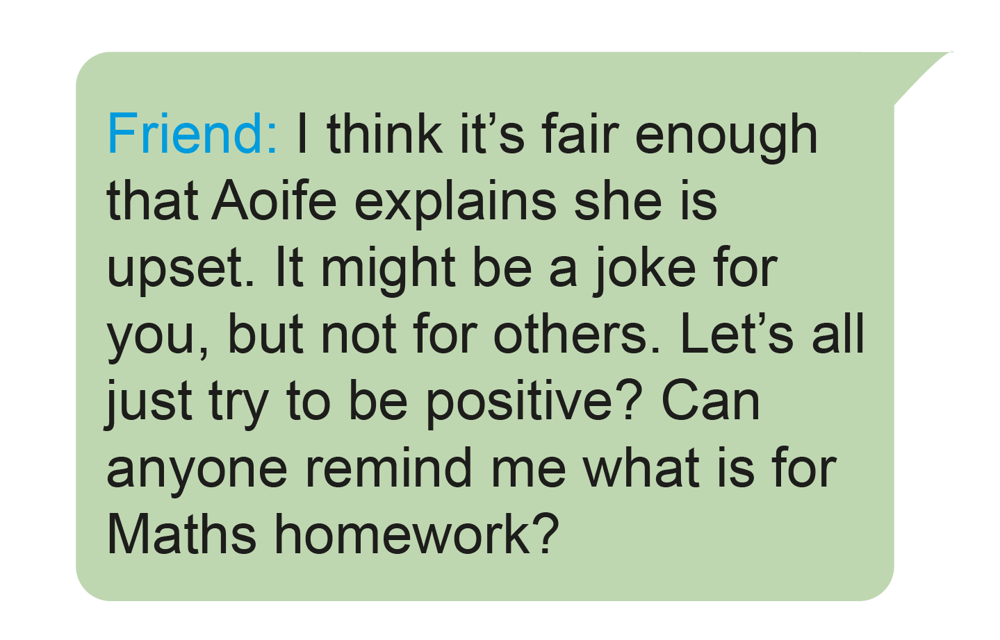 Friend: I think it’s fair enough
that Aoife explains she is
upset. It might be a joke for
you, but not for others. Let’s all
just try to be positive? Can
anyone remind me what is for
Maths homework?